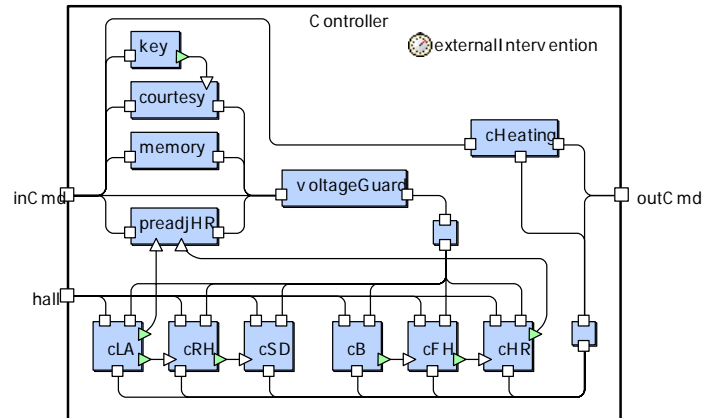 Controller
key
externalIntervention
courtesy
cHeating
memory
voltageGuard
inCmd
outCmd
preadjHR
hall
cLA
cRH
cSD
cB
cFH
cHR